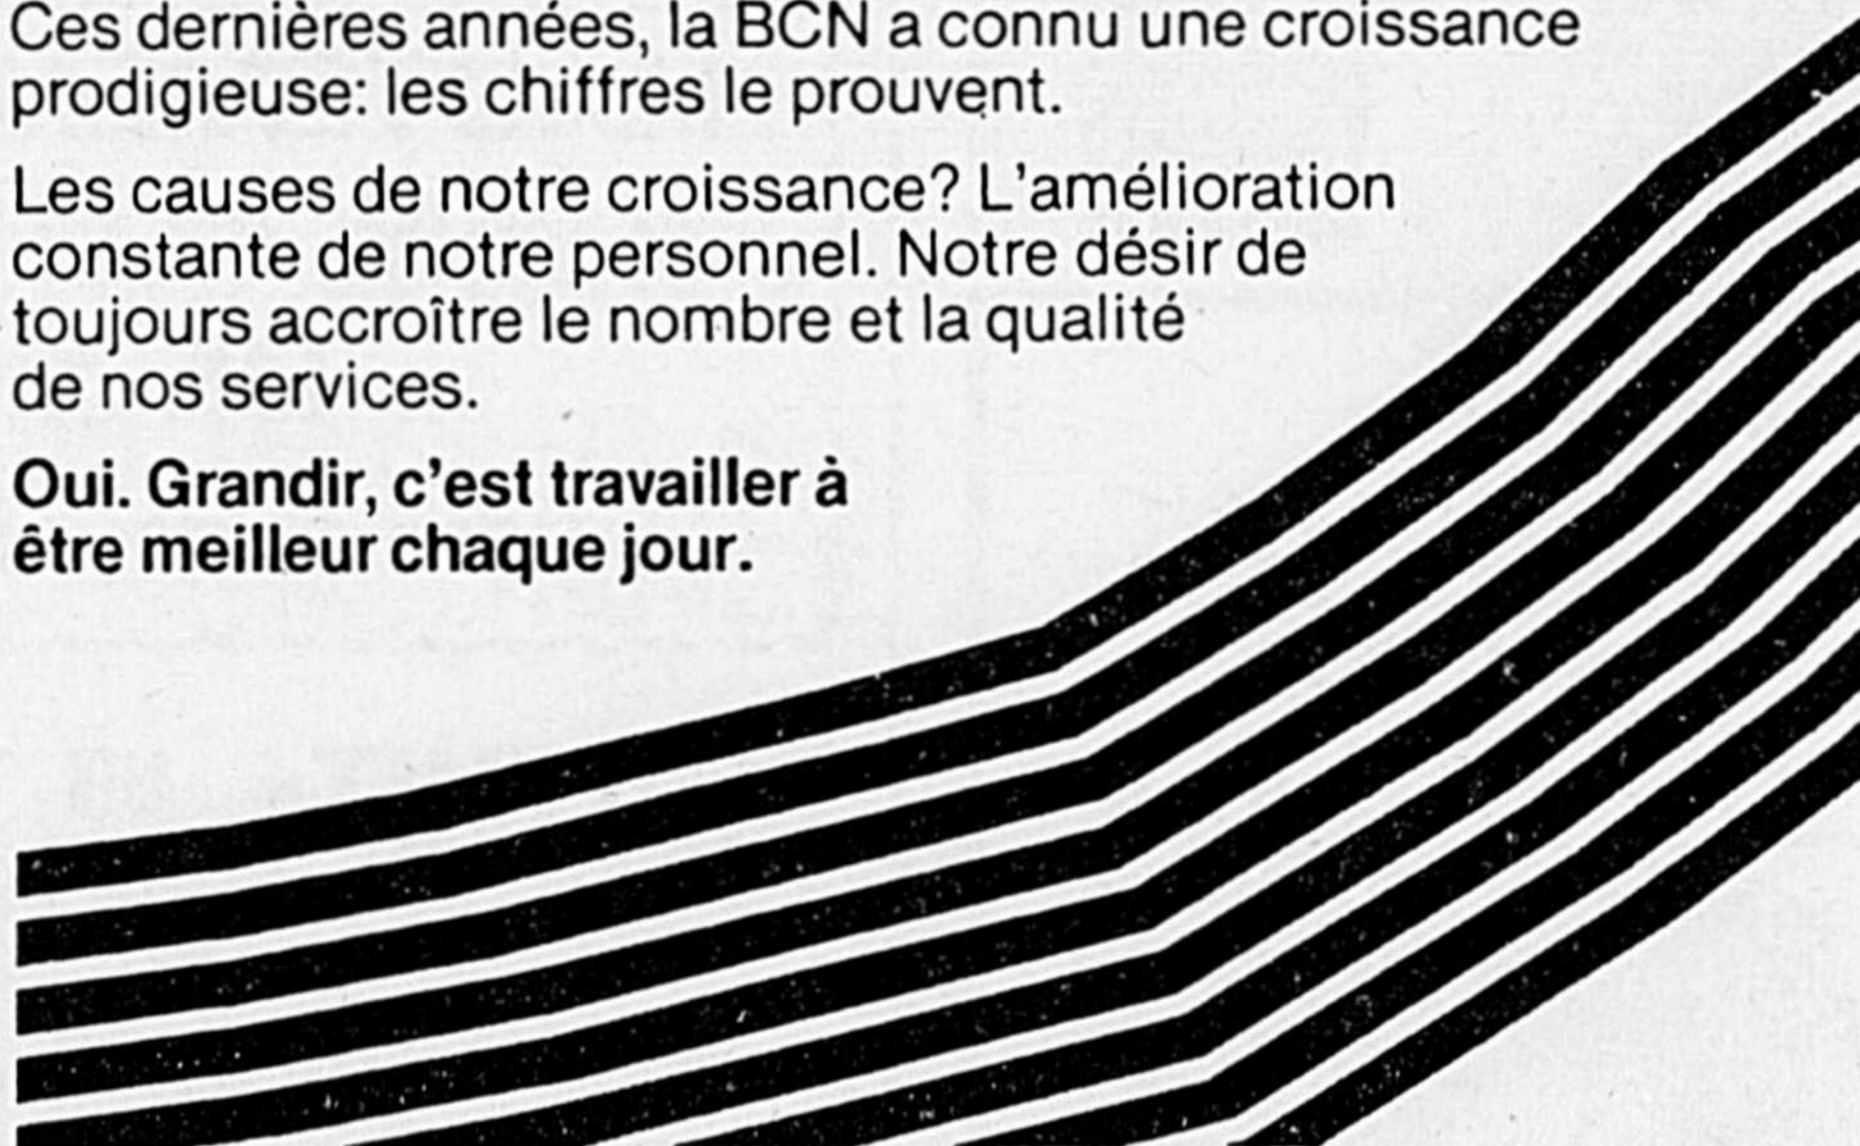 Ces dernières années, la BCN a connu une croissance
prodigieuse: les chiffres le prouvent.
Les causes de notre croissance? L'amélioration
constante de notre personnel. Notre désir de
toujours accroître le nombre et la qualité
de nos services.
Oui. Grandir, c'est travailler à
être meilleur chaque jour.